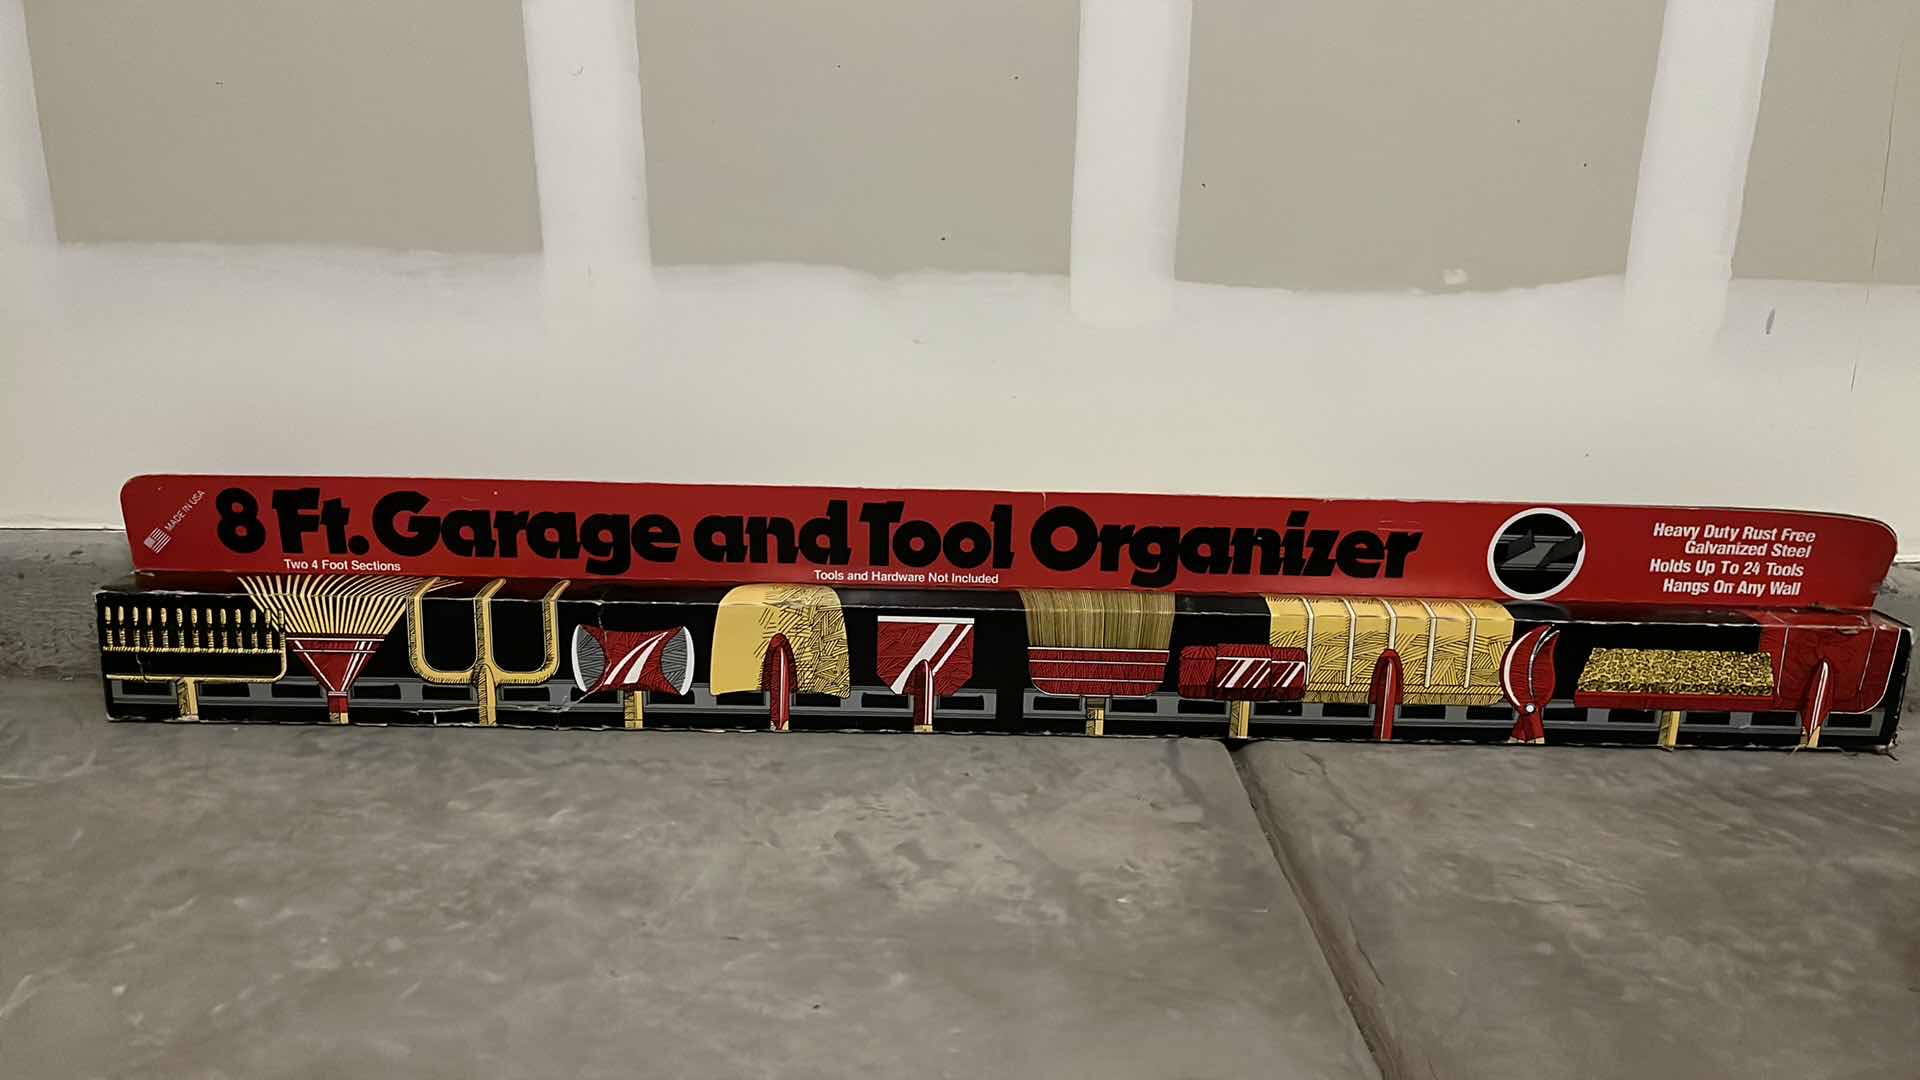 MADE IN USA
8 Ft. Garage and Tool Organizer
Two 4 Foot Sections
Tools and Hardware Not Included
Heavy Duty Rust Free
Galvanized Steel
Holds Up To 24 Tools
Hangs On Any Wall